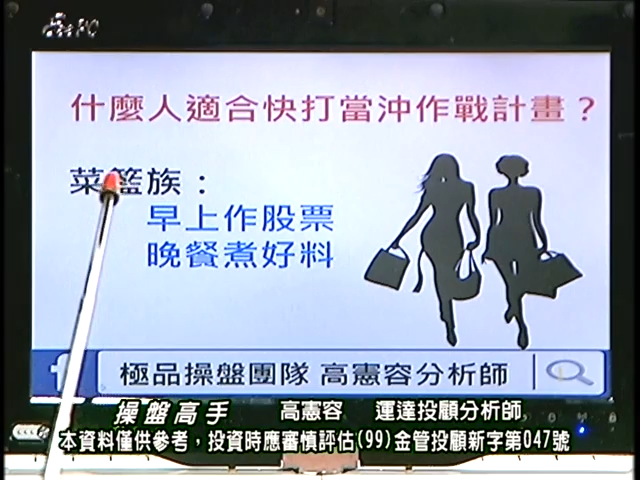 什麼人適合快打當沖作戰計畫？
菜籃族：
早上作股票
晚餐煮好料
極品操盤團隊 高憲容分析師
操盤高手 高憲容 運達投顧分析師
本資料僅供參考，投資時應審慎評估(99)金管投顧新字第047號